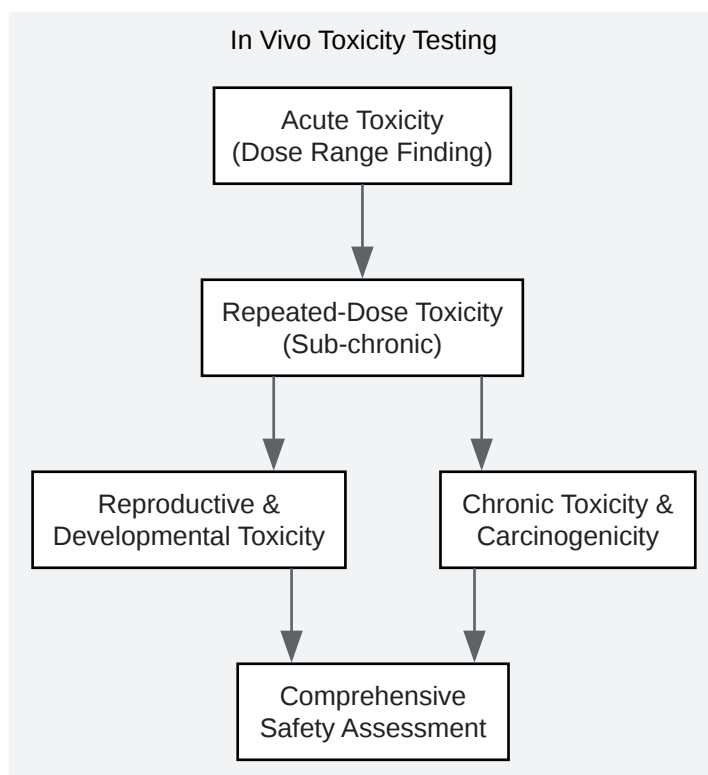 In Vivo Toxicity Testing
Acute Toxicity
(Dose Range Finding)
Repeated-Dose Toxicity
(Sub-chronic)
Reproductive &
Developmental Toxicity
Chronic Toxicity &
Carcinogenicity
Comprehensive
Safety Assessment